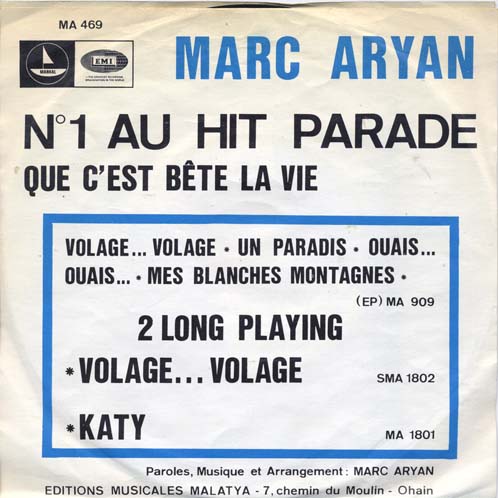 MA 469
MARKAL
EMI
MARC ARYAN
N°1 AU HIT PARADE
QUE C'EST BÊTE LA VIE
VOLAGE... VOLAGE • UN PARADIS • OUAIS...
OUAIS... • MES BLANCHES MONTAGNES •
(EP) MA 909
2 LONG PLAYING
* VOLAGE... VOLAGE SMA 1802
* KATY MA 1801
Paroles, Musique et Arrangement : MARC ARYAN
EDITIONS MUSICALES MALATYA - 7, chemin du Moulin - Ohain